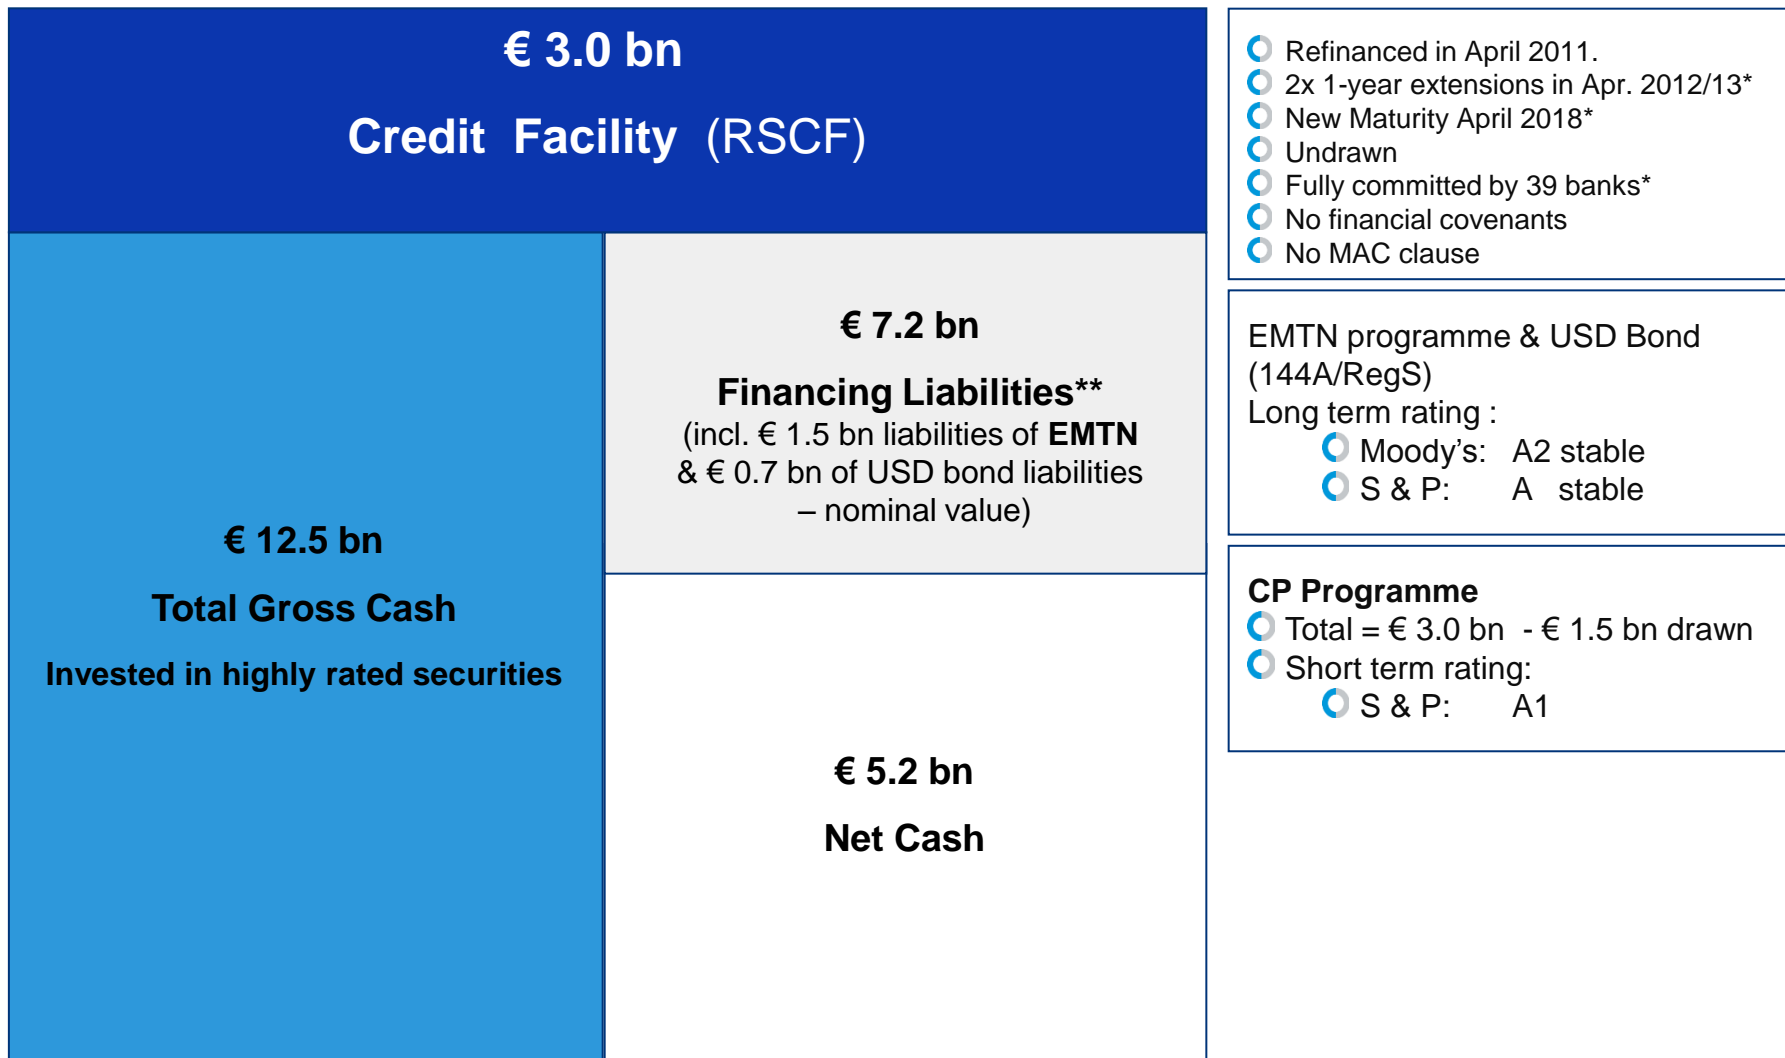 € 3.0 bn
Credit Facility (RSCF)
€ 12.5 bn
Total Gross Cash
Invested in highly rated securities
€ 7.2 bn
Financing Liabilities**
(incl. € 1.5 bn liabilities of EMTN
& € 0.7 bn of USD bond liabilities
– nominal value)
€ 5.2 bn
Net Cash
Refinanced in April 2011.
2x 1-year extensions in Apr. 2012/13*
New Maturity April 2018*
Undrawn
Fully committed by 39 banks*
No financial covenants
No MAC clause
EMTN programme & USD Bond
(144A/RegS)
Long term rating :
Moody’s: A2 stable
S & P: A stable
CP Programme
Total = € 3.0 bn - € 1.5 bn drawn
Short term rating:
S & P: A1